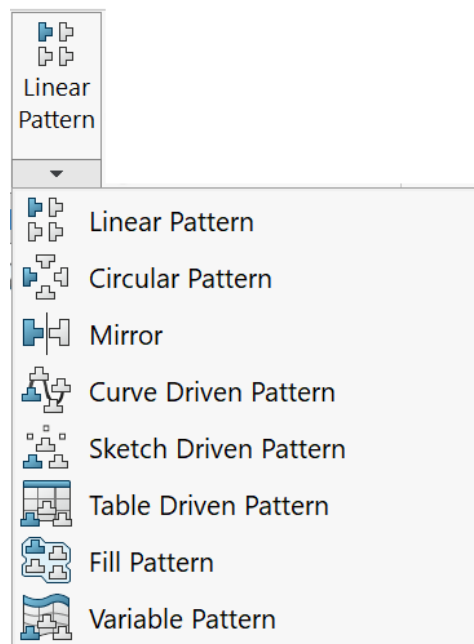 Linear
Pattern
Linear Pattern
Circular Pattern
Mirror
Curve Driven Pattern
Sketch Driven Pattern
Table Driven Pattern
Fill Pattern
Variable Pattern